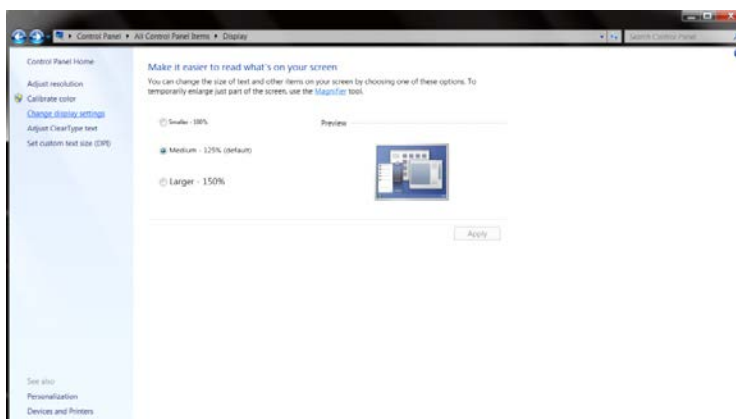 Control Panel ▸ All Control Panel Items ▸ Display
Search Control Panel
Control Panel Home
Adjust resolution
Calibrate color
Change display settings
Adjust ClearType text
Set custom text size (DPI)
See also
Personalization
Devices and Printers
Make it easier to read what's on your screen
You can change the size of text and other items on your screen by choosing one of these options. To
temporarily enlarge just part of the screen, use the Magnifier tool.
Smaller - 100%
Preview
Medium - 125% (default)
Larger - 150%
Apply